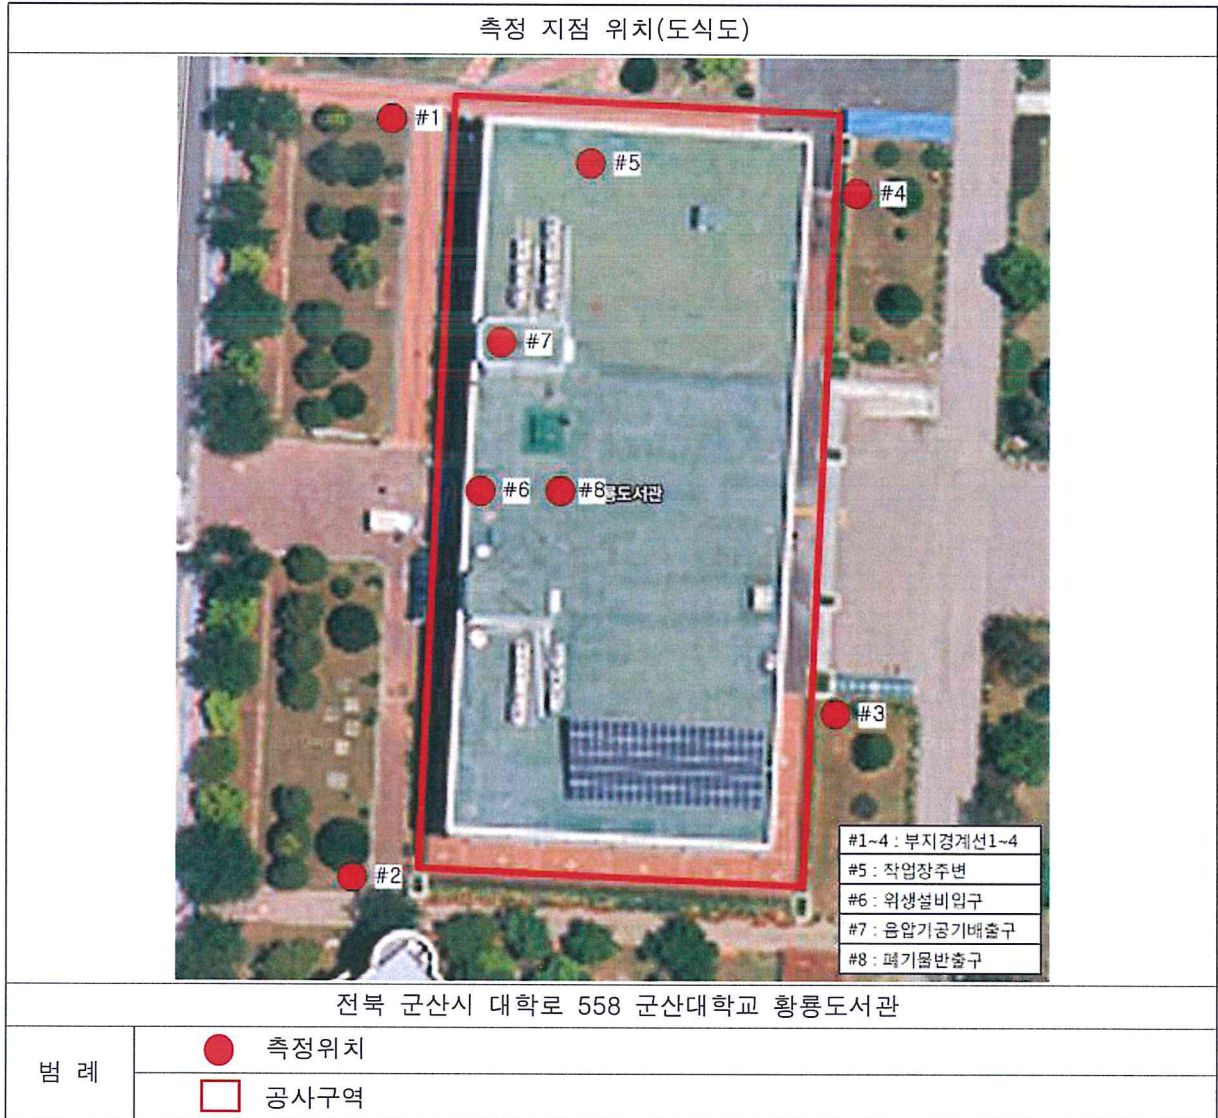 측정 지점 위치(도식도)
#1
#5
#4
#7
#6
#8
룡도서관
#3
#2
#1~4 : 부지경계선1~4
#5 : 작업장주변
#6 : 위생설비입구
#7 : 음압기공기배출구
#8 : 폐기물반출구
전북 군산시 대학로 558 군산대학교 황룡도서관
범 례
측정위치
공사구역